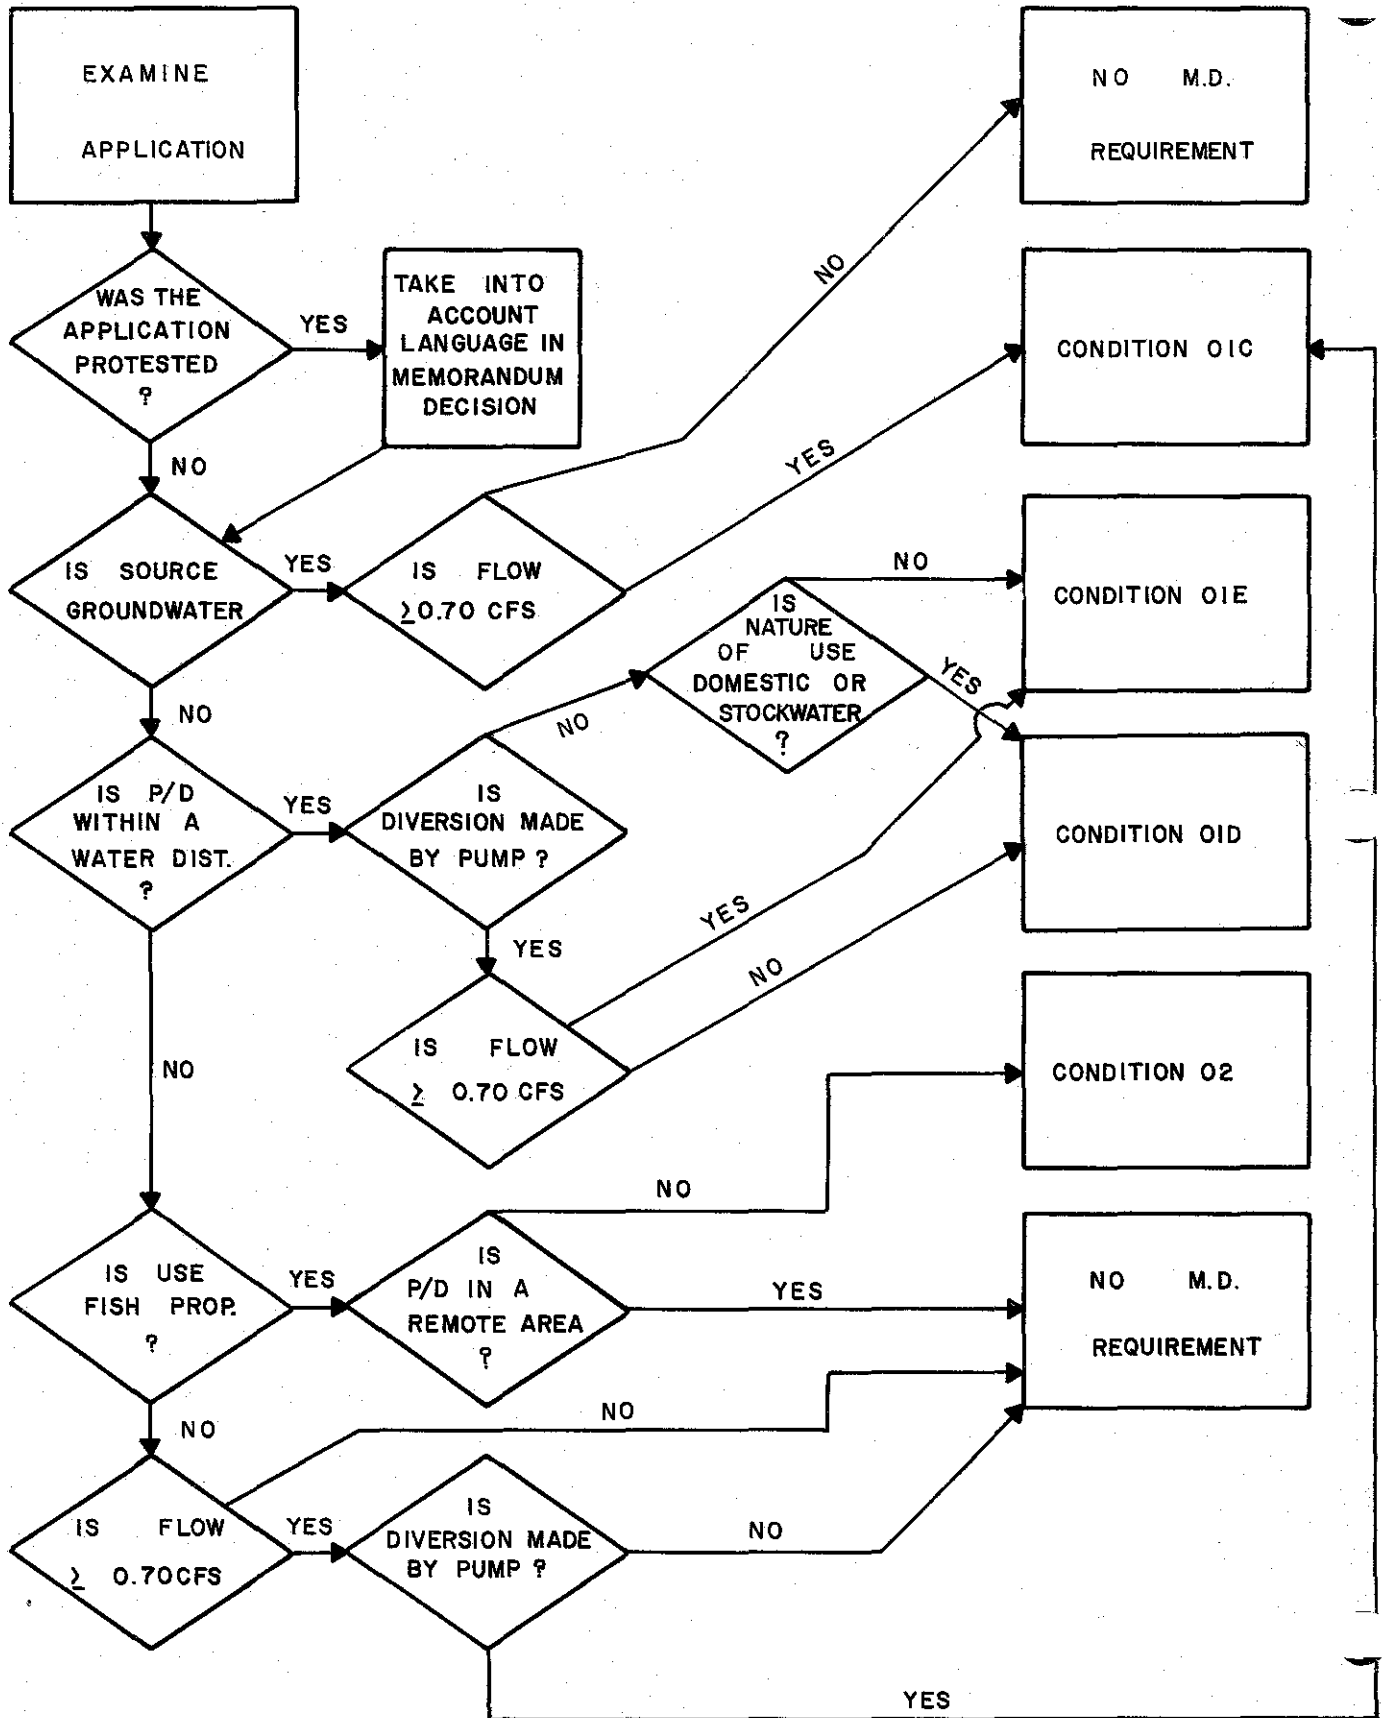 EXAMINE
APPLICATION
NO M.D.
REQUIREMENT
WAS THE
APPLICATION
PROTESTED
?
YES
TAKE INTO
ACCOUNT
LANGUAGE IN
MEMORANDUM
DECISION
NO
CONDITION 01C
NO
YES
IS SOURCE
GROUNDWATER
YES
IS FLOW
≥0.70 CFS
NO
CONDITION 01E
IS
NATURE
OF USE
DOMESTIC OR
STOCKWATER
?
YES
NO
IS P/D
WITHIN A
WATER DIST.
?
YES
IS
DIVERSION MADE
BY PUMP ?
NO
CONDITION 01D
YES
YES
NO
IS FLOW
≥ 0.70 CFS
NO
CONDITION 02
NO
IS USE
FISH PROP.
?
YES
IS
P/D IN A
REMOTE AREA
?
YES
NO M.D.
REQUIREMENT
NO
NO
IS FLOW
≥ 0.70 CFS
YES
IS
DIVERSION MADE
BY PUMP ?
NO
YES